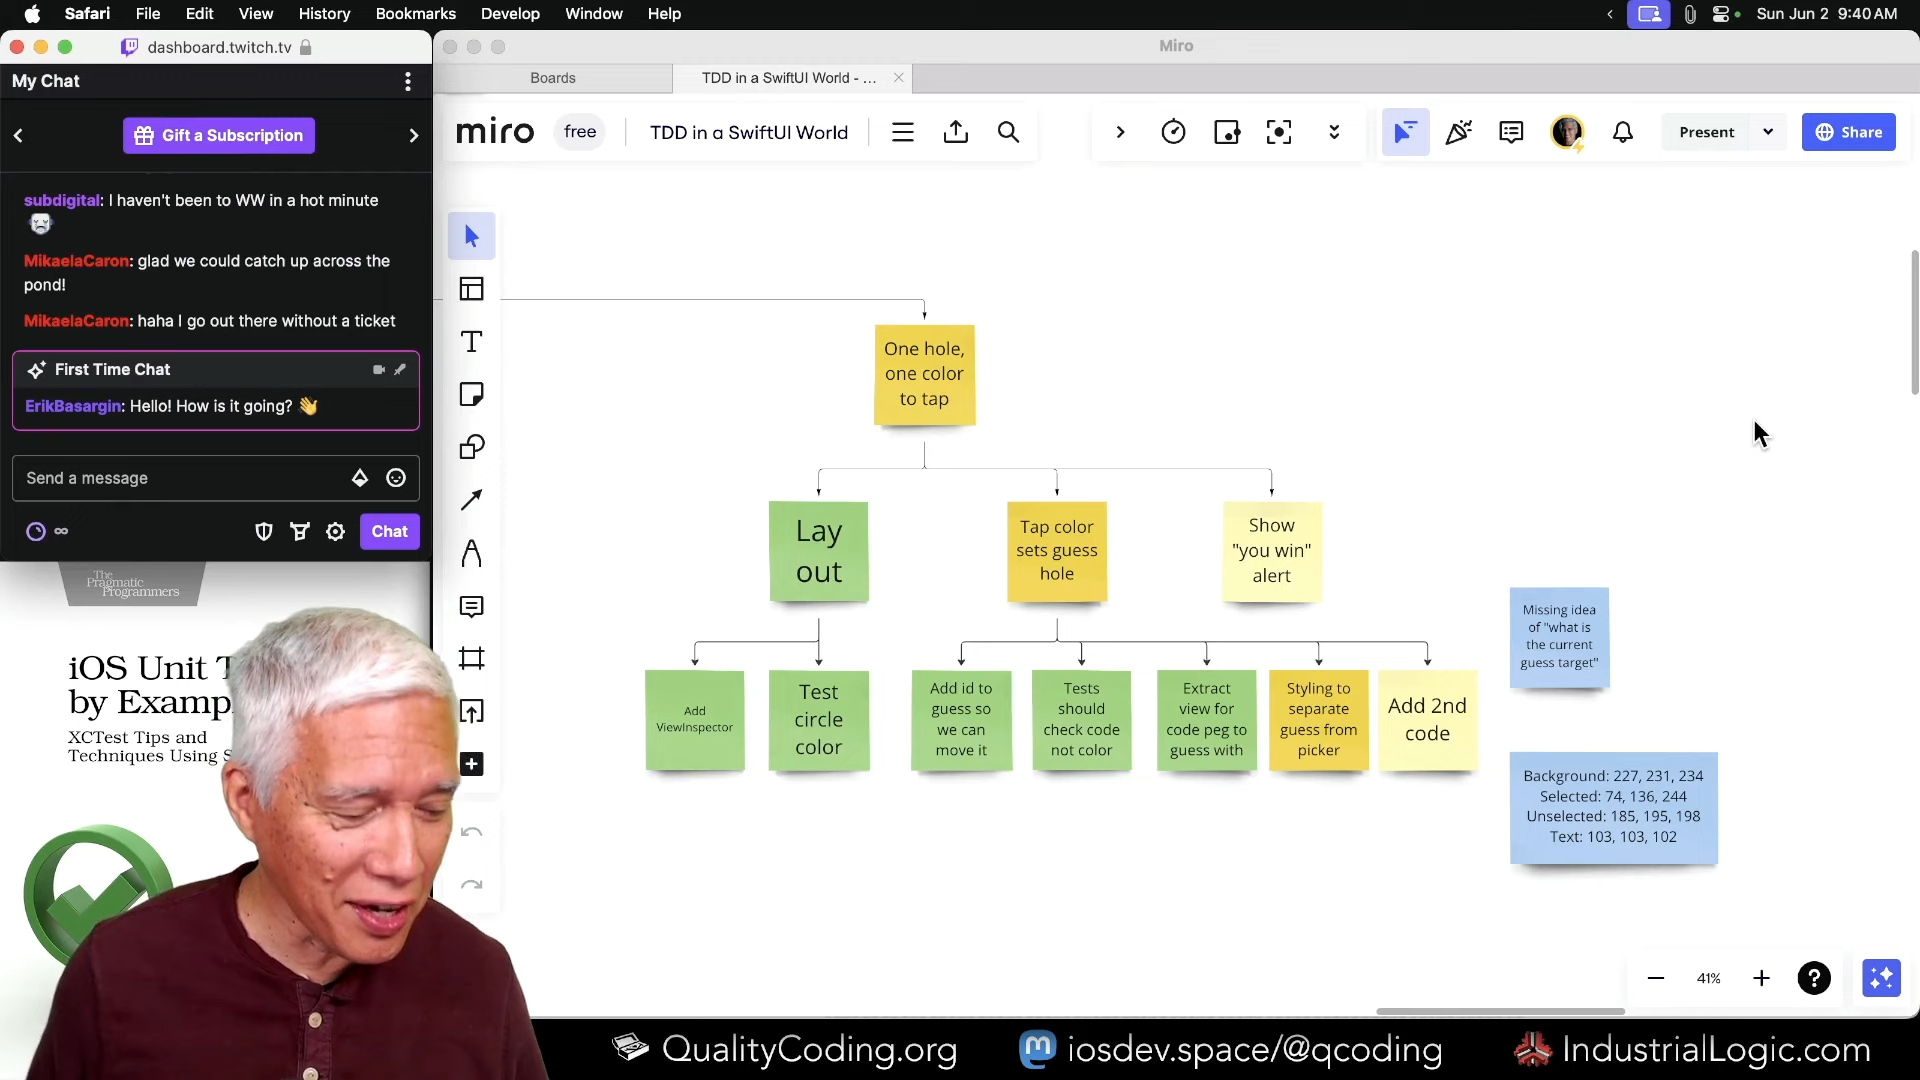 Safari File Edit View History Bookmarks Develop Window Help
Sun Jun 2 9:40 AM
dashboard.twitch.tv
My Chat
Gift a Subscription
subdigital: I haven't been to WW in a hot minute
MikaelaCaron: glad we could catch up across the
pond!
MikaelaCaron: haha I go out there without a ticket
First Time Chat
ErikBasargin: Hello! How is it going? 👋
Send a message
∞
Chat
Miro
Boards
TDD in a SwiftUI World - ...
miro
free
TDD in a SwiftUI World
Present
Share
One hole,
one color
to tap
Lay
out
Tap color
sets guess
hole
Show
"you win"
alert
Add
ViewInspector
Test
circle
color
Add id to
guess so
we can
move it
Tests
should
check code
not color
Extract
view for
code peg to
guess with
Styling to
separate
guess from
picker
Add 2nd
code
Missing idea
of "what is
the current
guess target"
Background: 227, 231, 234
Selected: 74, 136, 244
Unselected: 185, 195, 198
Text: 103, 103, 102
41%
The
Pragmatic
Programmers
iOS Unit T
by Examp
XCTest Tips and
Techniques Using S
QualityCoding.org
iosdev.space/@qcoding
IndustrialLogic.com